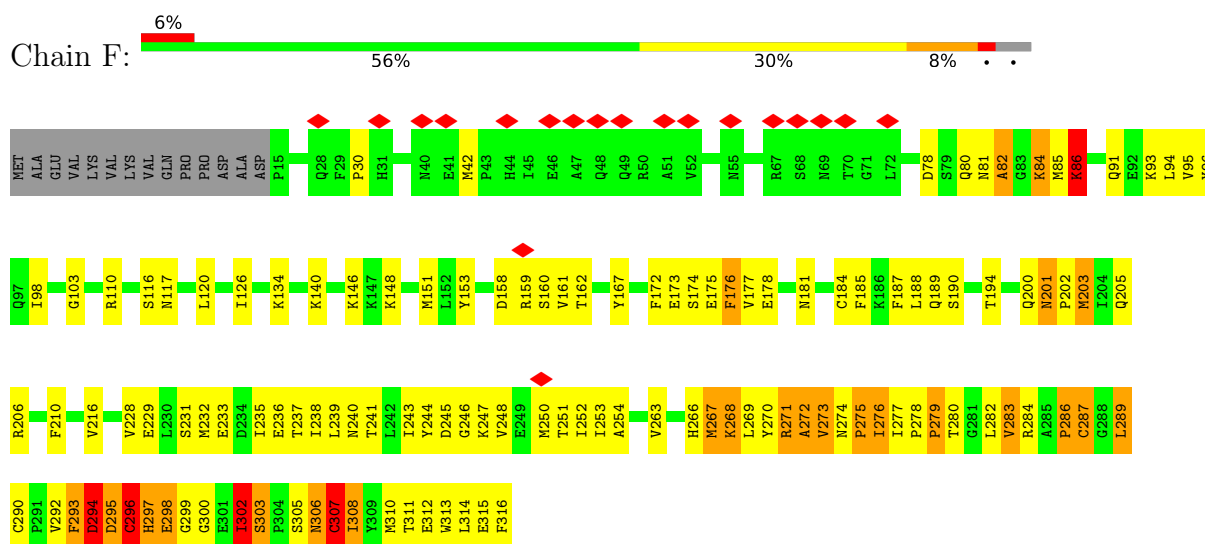 6%
Chain F:
56% 30% 8% • •
MET ALA GLU VAL LYS VAL LYS VAL GLN PRO PRO ASP ALA ASP P15 Q28 F29 P30 H31 N40 E41 M42 P43 H44 I45 E46 A47 Q48 Q49 R50 A51 V52 N55 R67 S68 N69 T70 G71 L72 D78 S79 Q80 N81 A82 G83 K84 M85 K86 Q91 E92 K93 L94 V95
Q97 I98 G103 R110 S116 N117 L120 I126 K134 K140 K146 K147 K148 M151 L152 Y153 D158 R159 S160 V161 T162 Y167 F172 E173 S174 E175 F176 V177 E178 N181 C184 F185 K186 F187 L188 Q189 S190 T194 Q200 N201 P202 M203 I204 Q205
R206 F210 V216 V228 E229 L230 S231 M232 E233 D234 I235 E236 T237 I238 L239 N240 T241 L242 I243 Y244 D245 G246 K247 V248 E249 M250 T251 I252 I253 A254 V263 H266 M267 K268 L269 Y270 R271 A272 V273 N274 P275 I276 I277 P278 P279 T280 G281 L282 V283 R284 A285 P286 C287 G288 L289
C290 P291 V292 F293 D294 D295 C296 H297 E298 G299 G300 E301 I302 S303 P304 S305 N306 C307 I308 Y309 M310 T311 E312 W313 L314 E315 F316